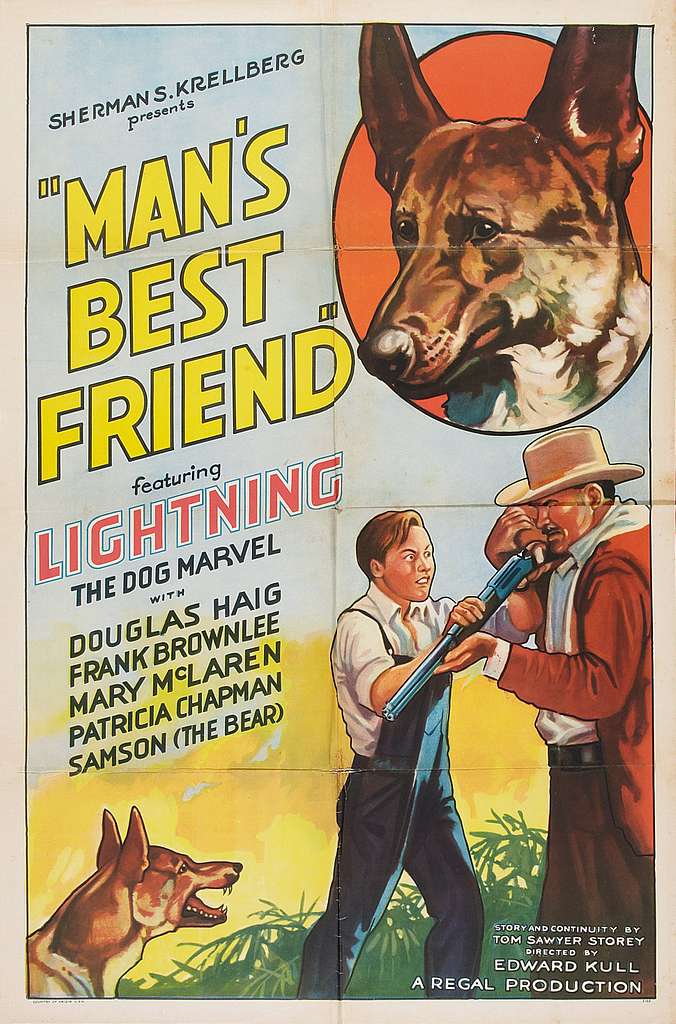 SHERMAN S. KRELLBERG
presents
"MAN'S
BEST
FRIEND"
featuring
LIGHTNING
THE DOG MARVEL
WITH
DOUGLAS HAIG
FRANK BROWNLEE
MARY McLAREN
PATRICIA CHAPMAN
SAMSON (THE BEAR)
STORY AND CONTINUITY BY
TOM SAWYER STOREY
DIRECTED BY
EDWARD KULL
A REGAL PRODUCTION